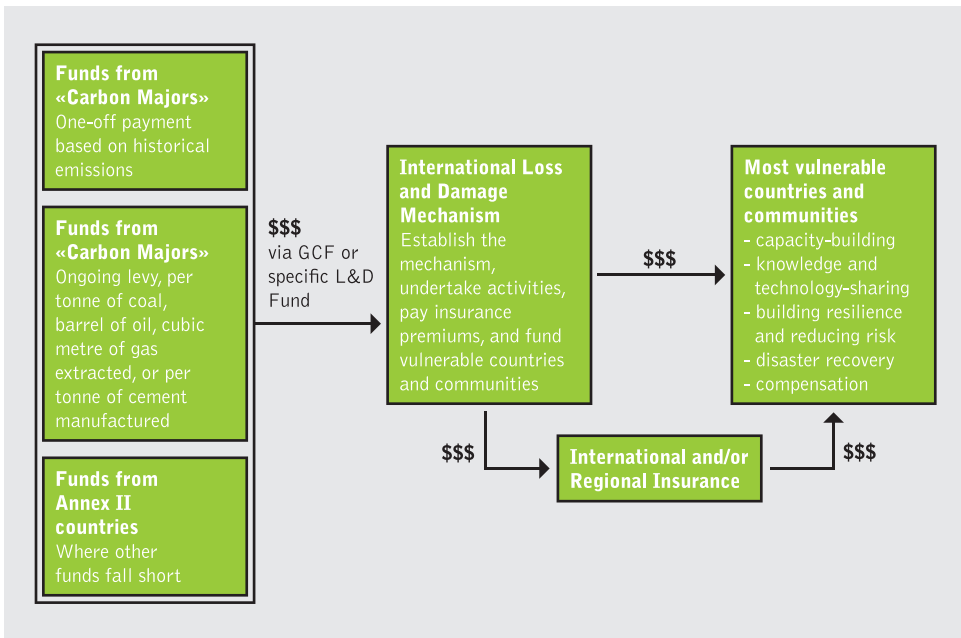 Funds from
«Carbon Majors»
One-off payment
based on historical
emissions
Funds from
«Carbon Majors»
Ongoing levy, per
tonne of coal,
barrel of oil, cubic
metre of gas
extracted, or per
tonne of cement
manufactured
Funds from
Annex II
countries
Where other
funds fall short
$$$
via GCF or
specific L&D
Fund
International Loss
and Damage
Mechanism
Establish the
mechanism,
undertake activities,
pay insurance
premiums, and fund
vulnerable countries
and communities
$$$
$$$
International and/or
Regional Insurance
$$$
Most vulnerable
countries and
communities
- capacity-building
- knowledge and
technology-sharing
- building resilience
and reducing risk
- disaster recovery
- compensation